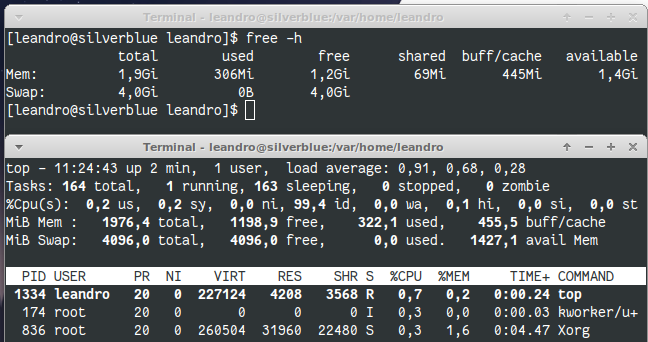 Terminal - leandro@silverblue:/var/home/leandro
[leandro@silverblue leandro]$ free -h
total used free shared buff/cache available
Mem: 1,9Gi 306Mi 1,2Gi 69Mi 445Mi 1,4Gi
Swap: 4,0Gi 0B 4,0Gi
[leandro@silverblue leandro]$
Terminal - leandro@silverblue:/var/home/leandro
top - 11:24:43 up 2 min, 1 user, load average: 0,91, 0,68, 0,28
Tasks: 164 total, 1 running, 163 sleeping, 0 stopped, 0 zombie
%Cpu(s): 0,2 us, 0,2 sy, 0,0 ni, 99,4 id, 0,0 wa, 0,1 hi, 0,0 si, 0,0 st
MiB Mem : 1976,4 total, 1198,9 free, 322,1 used, 455,5 buff/cache
MiB Swap: 4096,0 total, 4096,0 free, 0,0 used. 1427,1 avail Mem
PID USER PR NI VIRT RES SHR S %CPU %MEM TIME+ COMMAND
1334 leandro 20 0 227124 4208 3568 R 0,7 0,2 0:00.24 top
174 root 20 0 0 0 0 I 0,3 0,0 0:00.03 kworker/u+
836 root 20 0 260504 31960 22480 S 0,3 1,6 0:04.47 Xorg